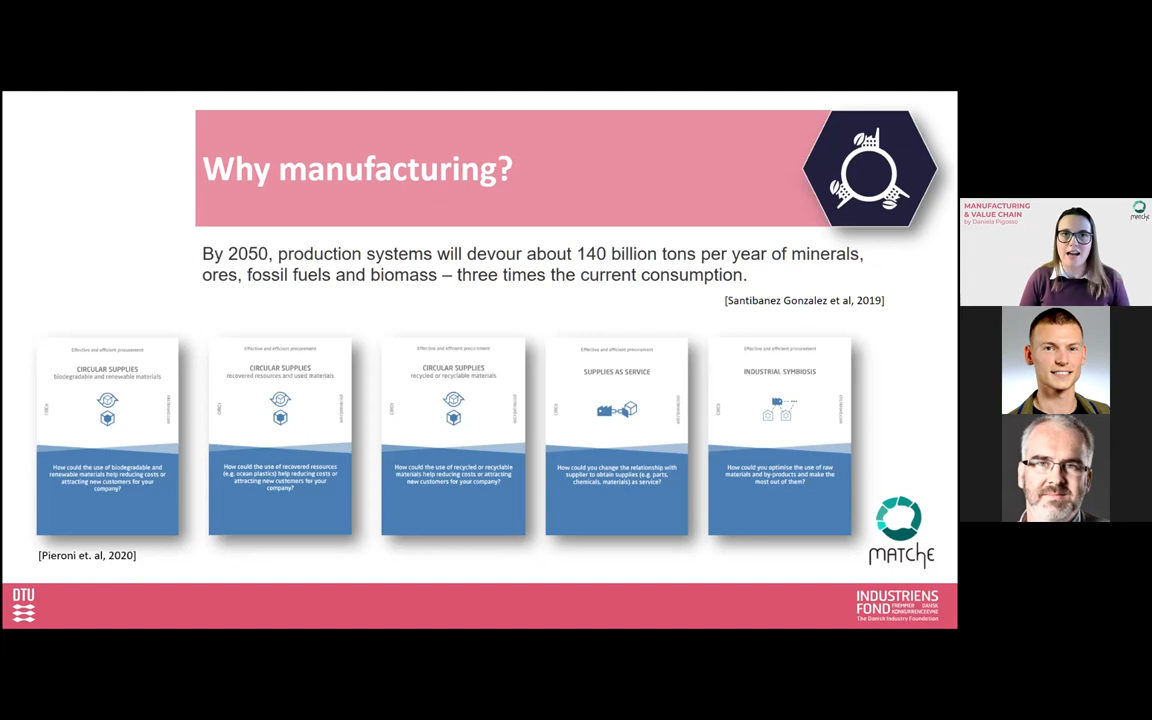 Why manufacturing?
By 2050, production systems will devour about 140 billion tons per year of minerals,
ores, fossil fuels and biomass – three times the current consumption.
[Santibanez Gonzalez et al, 2019]
Effective and efficient procurement
CIRCULAR SUPPLIES
biodegradable and renewable materials
How could the use of biodegradable and
renewable materials help reducing costs or
attracting new customers for your
company?
Effective and efficient procurement
CIRCULAR SUPPLIES
recovered resources and used materials
How could the use of recovered resources
(e.g. ocean plastics) help reducing costs or
attracting new customers for your
company?
Effective and efficient procurement
CIRCULAR SUPPLIES
recycled or recyclable materials
How could the use of recycled or recyclable
materials help reducing costs or attracting
new customers for your company?
Effective and efficient procurement
SUPPLIES AS SERVICE
How could you change the relationship with
supplier to obtain supplies (e.g. parts,
chemicals, materials) as service?
Effective and efficient procurement
INDUSTRIAL SYMBIOSIS
How could you optimise the use of raw
materials and by-products and make the
most out of them?
[Pieroni et. al, 2020]
MATCHE
DTU
INDUSTRIENS
FOND FREMMER DANSK
KONKURRENCEEVNE
The Danish Industry Foundation
MANUFACTURING
& VALUE CHAIN
by Daniela Pigosso
MATCHE